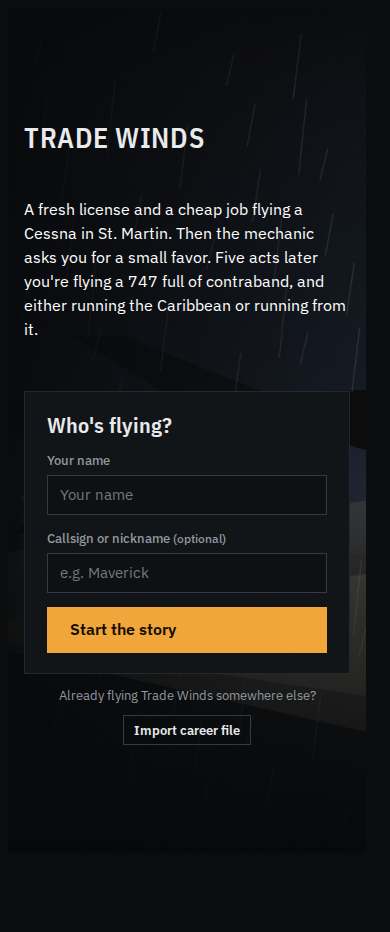 TRADE WINDS
A fresh license and a cheap job flying a
Cessna in St. Martin. Then the mechanic
asks you for a small favor. Five acts later
you're flying a 747 full of contraband, and
either running the Caribbean or running from
it.
Who's flying?
Your name
Your name
Callsign or nickname (optional)
e.g. Maverick
Start the story
Already flying Trade Winds somewhere else?
Import career file